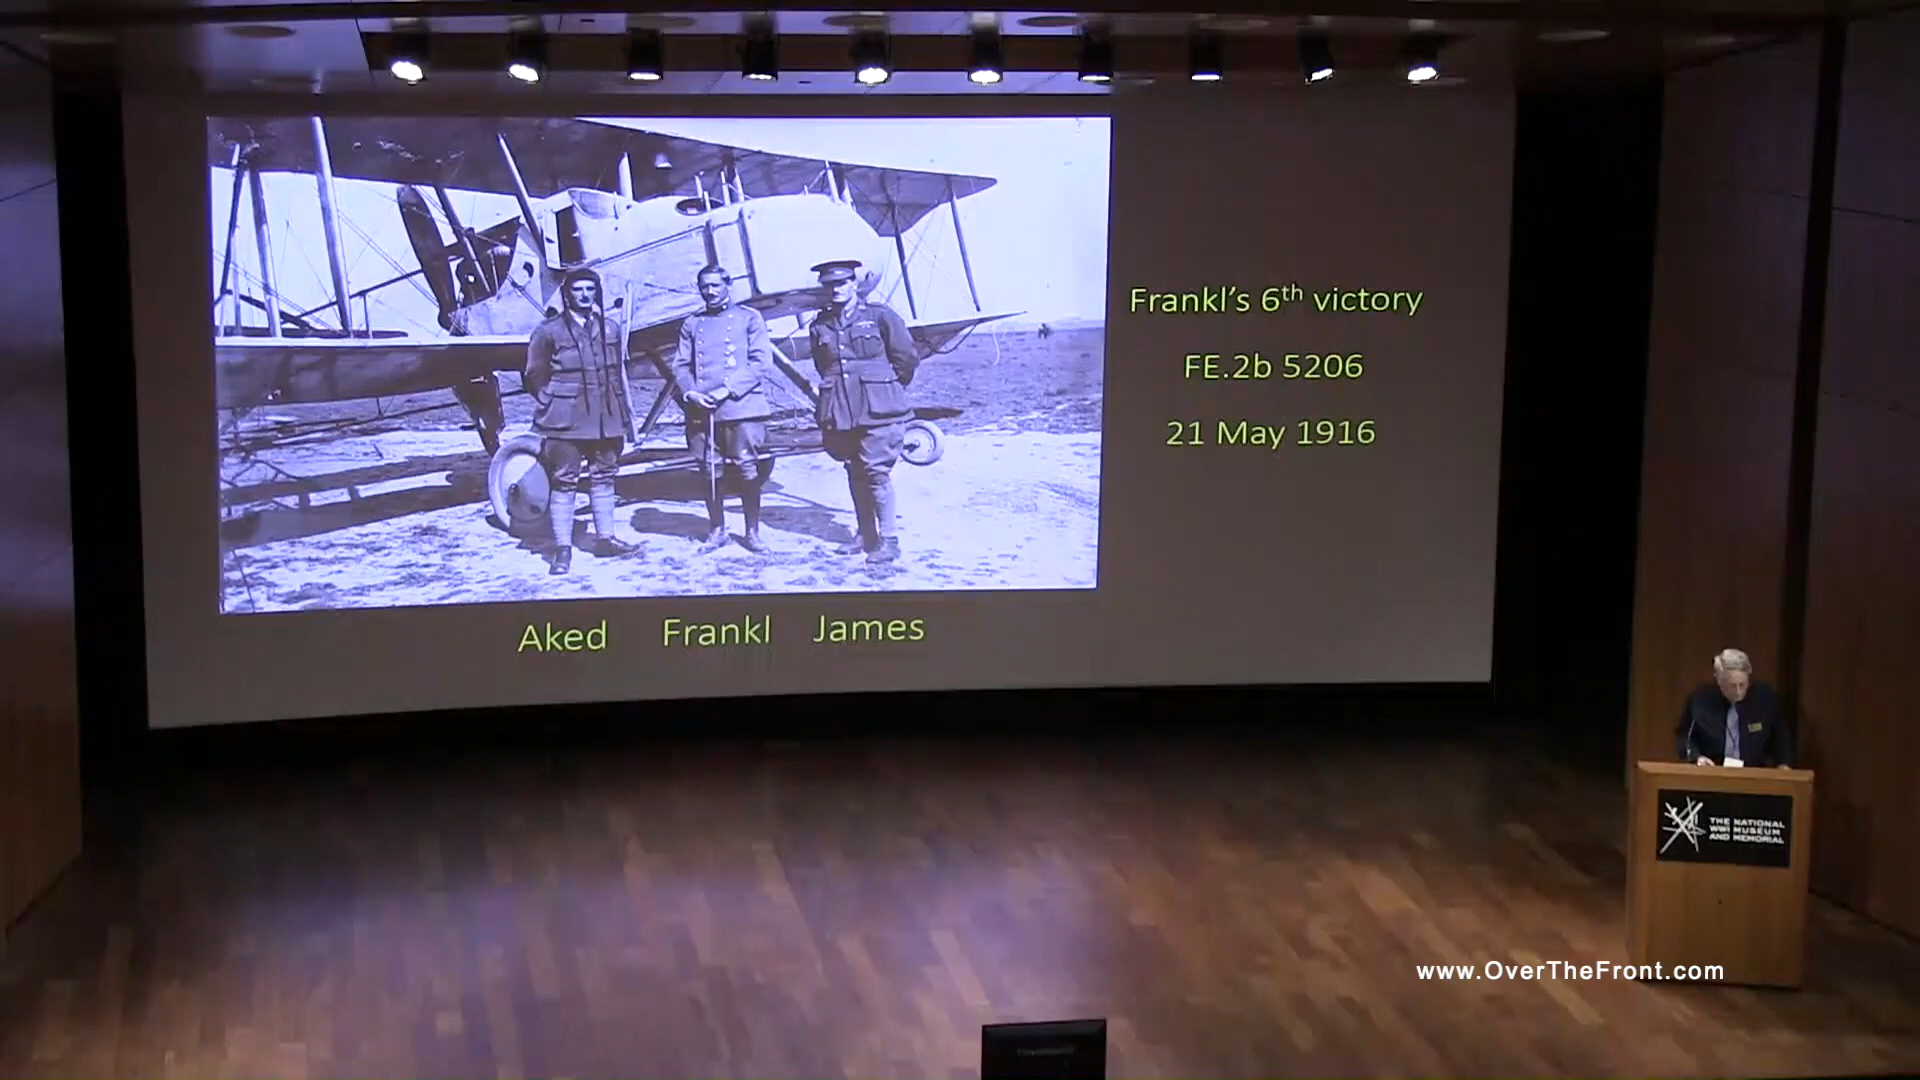 Frankl's 6th victory
FE.2b 5206
21 May 1916
Aked Frankl James
THE NATIONAL
WWI MUSEUM
AND MEMORIAL
www.OverTheFront.com